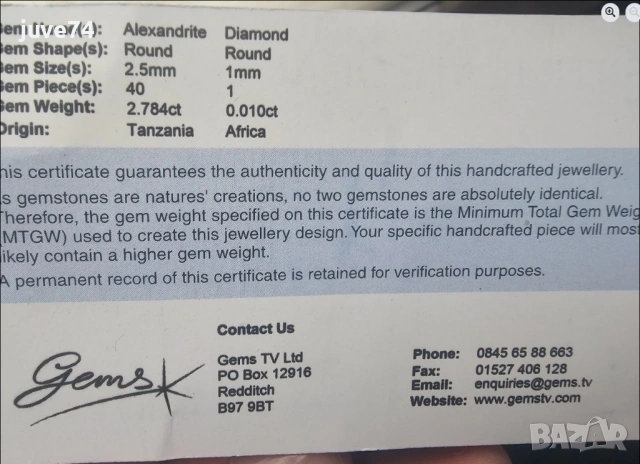 juve74
em Type(s): Alexandrite Diamond
em Shape(s): Round Round
em Size(s): 2.5mm 1mm
em Piece(s): 40 1
em Weight: 2.784ct 0.010ct
Origin: Tanzania Africa
his certificate guarantees the authenticity and quality of this handcrafted jewellery.
s gemstones are natures' creations, no two gemstones are absolutely identical.
Therefore, the gem weight specified on this certificate is the Minimum Total Gem Weig
(MTGW) used to create this jewellery design. Your specific handcrafted piece will most
likely contain a higher gem weight.
A permanent record of this certificate is retained for verification purposes.
Contact Us
Gems TV Ltd
PO Box 12916
Redditch
B97 9BT
Phone: 0845 65 88 663
Fax: 01527 406 128
Email: enquiries@gems.tv
Website: www.gemstv.com
Gems
BAZAR